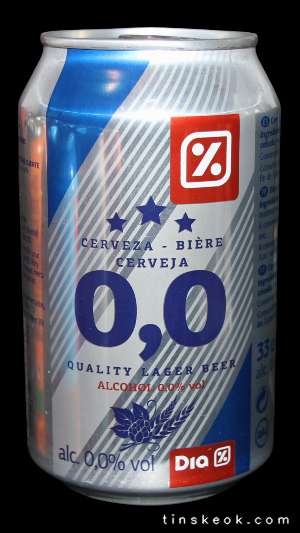 %
CERVEZA - BIÈRE
CERVEJA
0,0
QUALITY LAGER BEER
ALCOHOL 0.0% vol
alc. 0,0% vol
Dia %
33
tinskeok.com